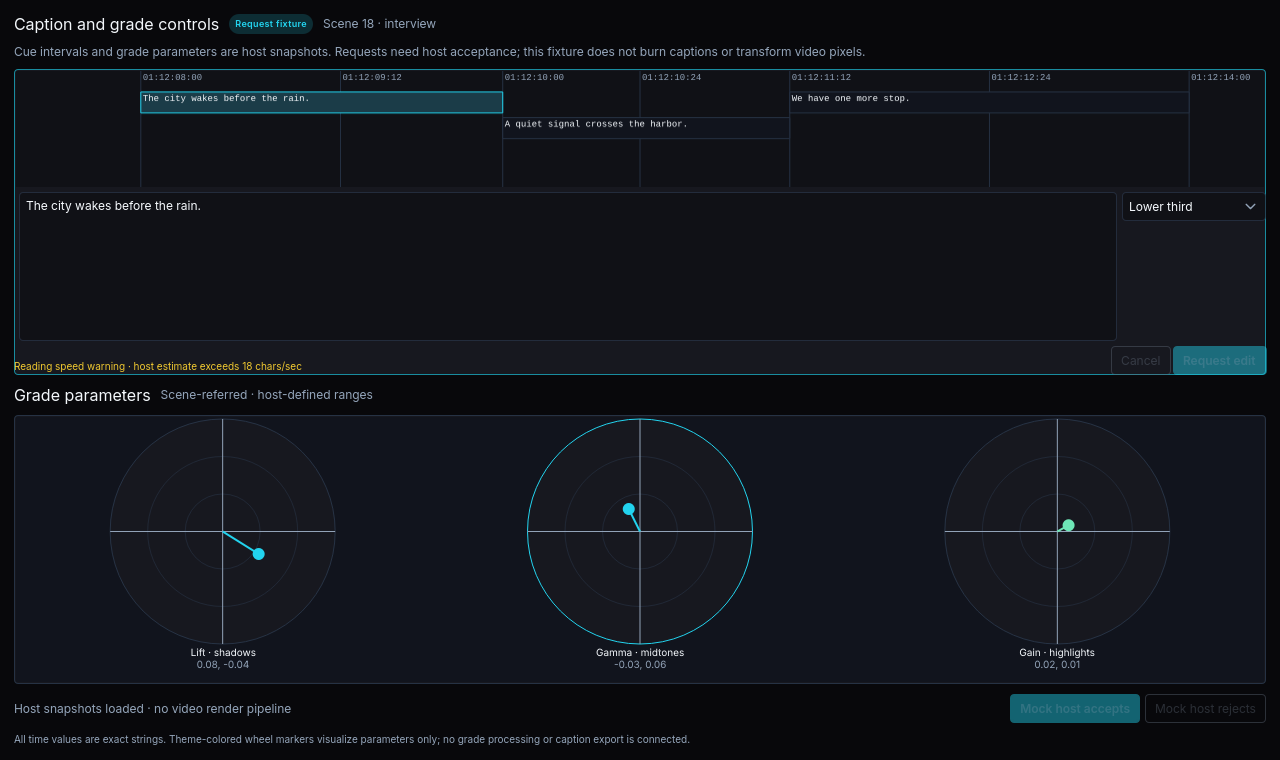 Caption and grade controls Request fixture Scene 18 · interview
Cue intervals and grade parameters are host snapshots. Requests need host acceptance; this fixture does not burn captions or transform video pixels.
01:12:08:00 01:12:09:12 01:12:10:00 01:12:10:24 01:12:11:12 01:12:12:24 01:12:14:00
The city wakes before the rain. We have one more stop.
A quiet signal crosses the harbor.
The city wakes before the rain. Lower third
Reading speed warning · host estimate exceeds 18 chars/sec Cancel Request edit
Grade parameters Scene-referred · host-defined ranges
Lift · shadows Gamma · midtones Gain · highlights
0.08, -0.04 -0.03, 0.06 0.02, 0.01
Host snapshots loaded · no video render pipeline Mock host accepts Mock host rejects
All time values are exact strings. Theme-colored wheel markers visualize parameters only; no grade processing or caption export is connected.